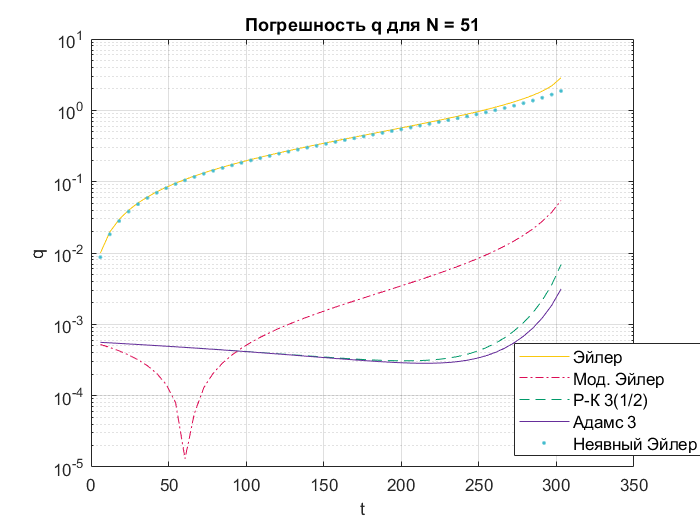 Погрешность q для N = 51
10^1
10^0
10^-1
10^-2
10^-3
10^-4
10^-5
q
0 50 100 150 200 250 300 350
t
Эйлер
Мод. Эйлер
Р-К 3(1/2)
Адамс 3
Неявный Эйлер